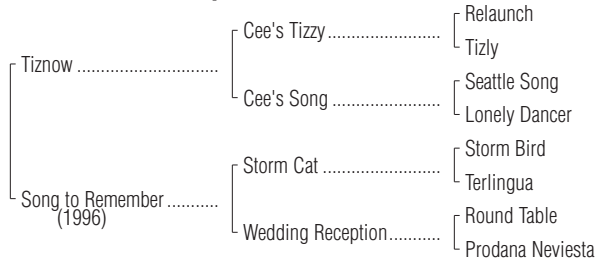 Relaunch
Cee's Tizzy
Tizly
Tiznow
Seattle Song
Cee's Song
Lonely Dancer
Storm Bird
Storm Cat
Terlingua
Song to Remember
(1996)
Round Table
Wedding Reception
Prodana Neviesta